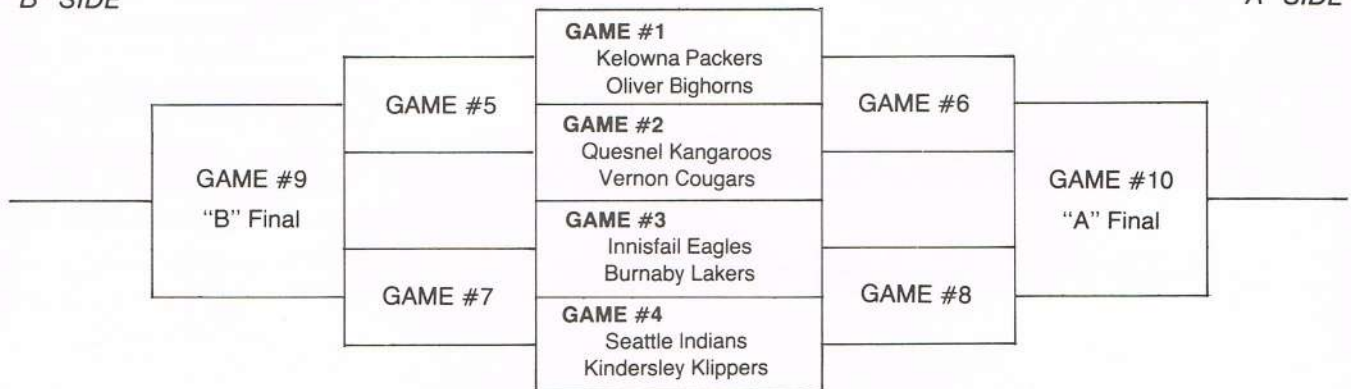 "B" SIDE
"A" SIDE
GAME #1
Kelowna Packers
Oliver Bighorns
GAME #5
GAME #6
GAME #2
Quesnel Kangaroos
Vernon Cougars
GAME #9
"B" Final
GAME #10
"A" Final
GAME #3
Innisfail Eagles
Burnaby Lakers
GAME #7
GAME #8
GAME #4
Seattle Indians
Kindersley Klippers